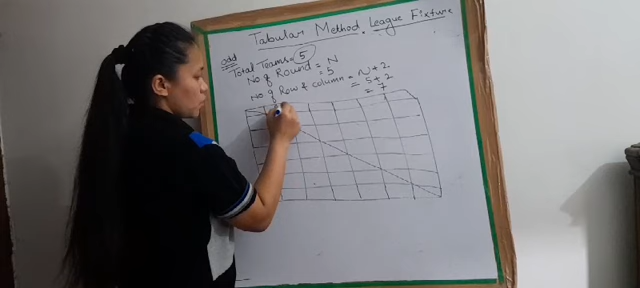 Tabular Method. League Fixture
odd
Total Teams = 5
No of Round = N
= 5
No of Row & column = N+2
= 5+2
= 7